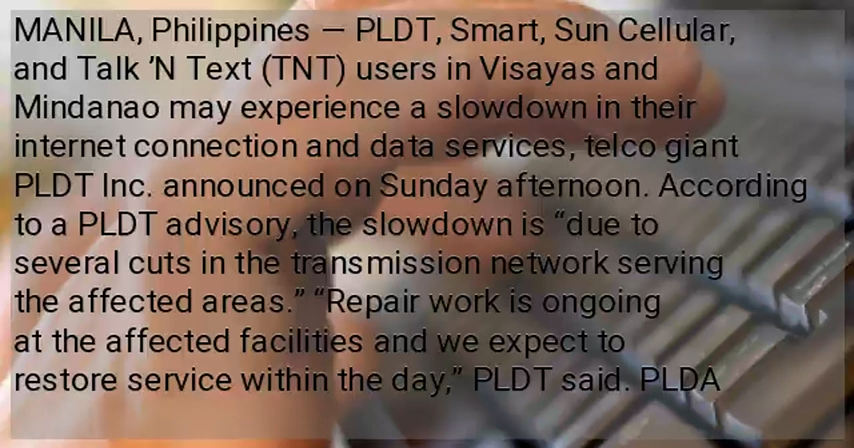 MANILA, Philippines — PLDT, Smart, Sun Cellular,
and Talk ’N Text (TNT) users in Visayas and
Mindanao may experience a slowdown in their
internet connection and data services, telco giant
PLDT Inc. announced on Sunday afternoon. According
to a PLDT advisory, the slowdown is “due to
several cuts in the transmission network serving
the affected areas.” “Repair work is ongoing
at the affected facilities and we expect to
restore service within the day,” PLDT said. PLDA